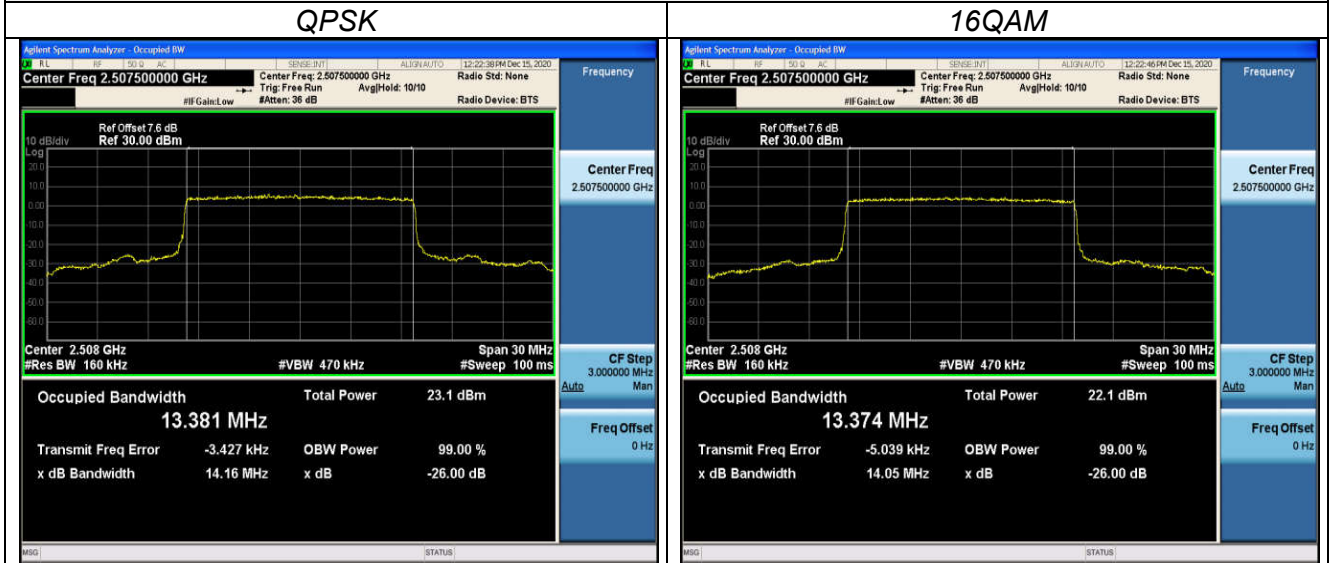 QPSK
Agilent Spectrum Analyzer - Occupied BW
RL RF 50 Ω AC SENSE:INT ALIGN AUTO 12:22:38 PM Dec 15, 2020
Center Freq 2.507500000 GHz
Center Freq: 2.507500000 GHz
Radio Std: None
Trig: Free Run Avg|Hold: 10/10
#IFGain:Low #Atten: 36 dB Radio Device: BTS
Frequency
Ref Offset 7.6 dB
10 dB/div Ref 30.00 dBm
Log
20.0
10.0
0.00
-10.0
-20.0
-30.0
-40.0
-50.0
-60.0
Center Freq
2.507500000 GHz
Center 2.508 GHz Span 30 MHz
#Res BW 160 kHz #VBW 470 kHz #Sweep 100 ms
CF Step
3.000000 MHz
Auto Man
Occupied Bandwidth Total Power 23.1 dBm
13.381 MHz
Transmit Freq Error -3.427 kHz OBW Power 99.00 %
x dB Bandwidth 14.16 MHz x dB -26.00 dB
Freq Offset
0 Hz
MSG STATUS
16QAM
Agilent Spectrum Analyzer - Occupied BW
RL RF 50 Ω AC SENSE:INT ALIGN AUTO 12:22:46 PM Dec 15, 2020
Center Freq 2.507500000 GHz
Center Freq: 2.507500000 GHz
Radio Std: None
Trig: Free Run Avg|Hold: 10/10
#IFGain:Low #Atten: 36 dB Radio Device: BTS
Frequency
Ref Offset 7.6 dB
10 dB/div Ref 30.00 dBm
Log
20.0
10.0
0.00
-10.0
-20.0
-30.0
-40.0
-50.0
-60.0
Center Freq
2.507500000 GHz
Center 2.508 GHz Span 30 MHz
#Res BW 160 kHz #VBW 470 kHz #Sweep 100 ms
CF Step
3.000000 MHz
Auto Man
Occupied Bandwidth Total Power 22.1 dBm
13.374 MHz
Transmit Freq Error -5.039 kHz OBW Power 99.00 %
x dB Bandwidth 14.05 MHz x dB -26.00 dB
Freq Offset
0 Hz
MSG STATUS